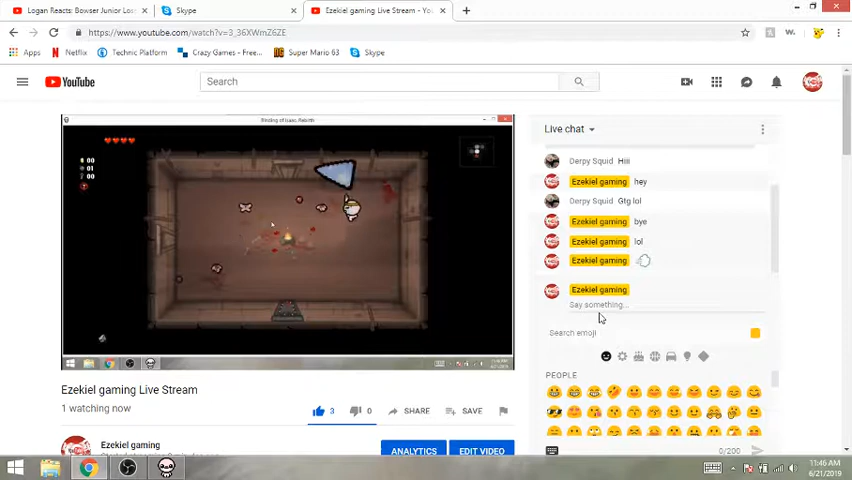 Logan Reacts: Bowser Junior Los
Skype
Ezekiel gaming Live Stream - Yo
https://www.youtube.com/watch?v=3_36XWmZ6ZE
Apps
Netflix
Technic Platform
Crazy Games - Free...
Super Mario 63
Skype
YouTube
Search
Binding of Isaac: Rebirth
00
01
00
Live chat
Derpy Squid Hiii
Ezekiel gaming hey
Derpy Squid Gtg lol
Ezekiel gaming bye
Ezekiel gaming lol
Ezekiel gaming
Ezekiel gaming
Say something...
Search emoji
PEOPLE
0/200
Ezekiel gaming Live Stream
1 watching now
3
0
SHARE
SAVE
Ezekiel gaming
ANALYTICS
EDIT VIDEO
11:46 AM
6/21/2019